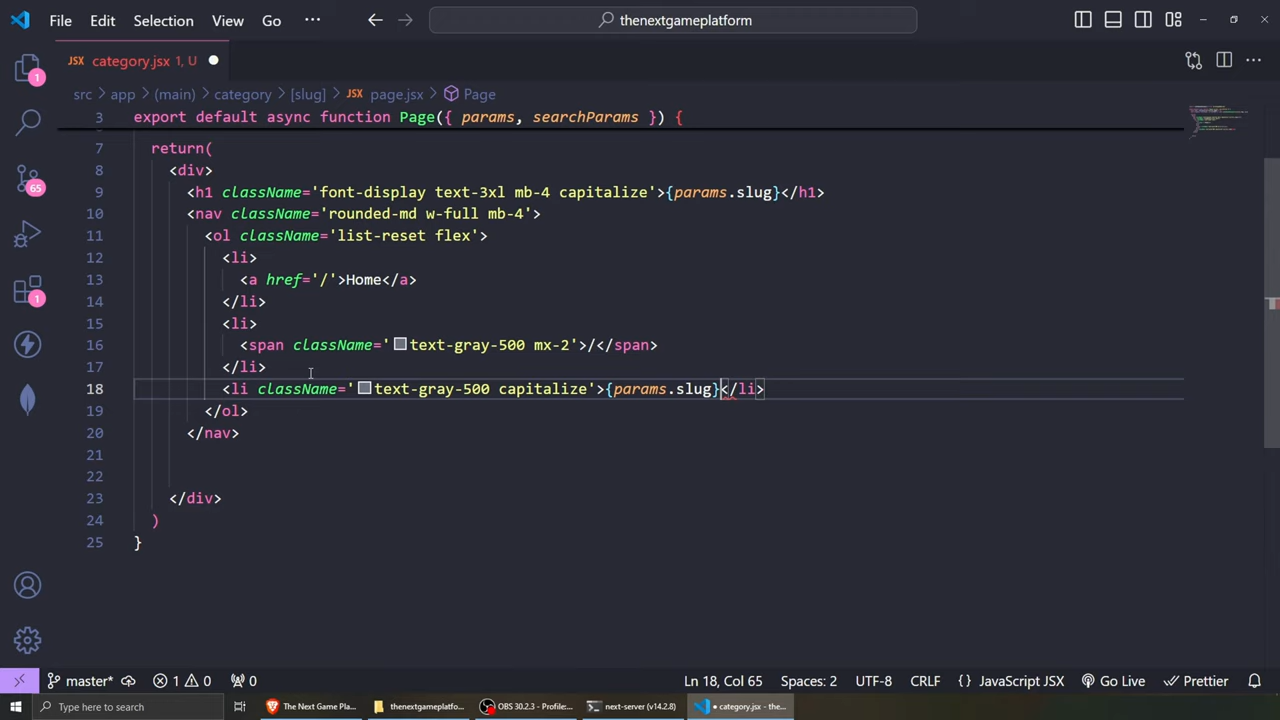 File Edit Selection View Go ··· thenextgameplatform
JSX category.jsx 1, U
src > app > (main) > category > [slug] > JSX page.jsx > Page
3 export default async function Page({ params, searchParams }) {
7 return(
8 <div>
9 <h1 className='font-display text-3xl mb-4 capitalize'>{params.slug}</h1>
10 <nav className='rounded-md w-full mb-4'>
11 <ol className='list-reset flex'>
12 <li>
13 <a href='/'>Home</a>
14 </li>
15 <li>
16 <span className='text-gray-500 mx-2'>/</span>
17 </li>
18 <li className='text-gray-500 capitalize'>{params.slug}</li>
19 </ol>
20 </nav>
21
22
23 </div>
24 )
25 }
1
65
1
master* 1 0 0 Ln 18, Col 65 Spaces: 2 UTF-8 CRLF {} JavaScript JSX Go Live Prettier
Type here to search The Next Game Pla... thenextgameplatfo... OBS 30.2.3 - Profile:... next-server (v14.2.8) • category.jsx - the...